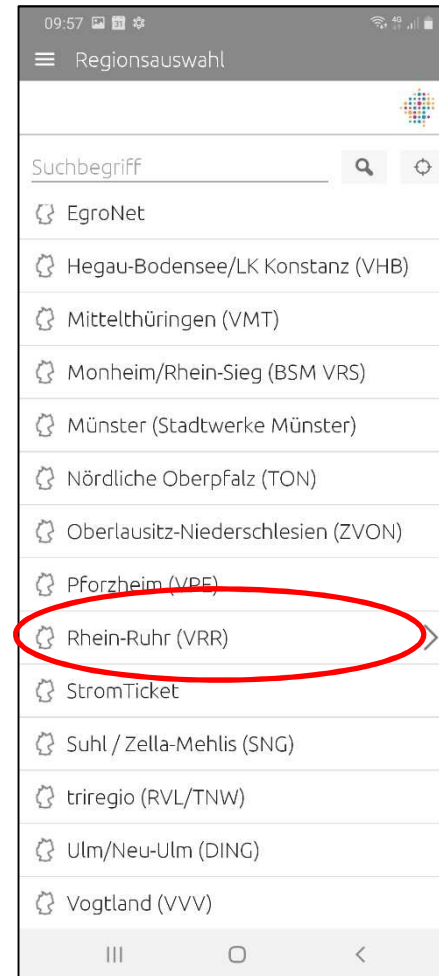 09:57
31
4G
Regionsauswahl
Suchbegriff
EgroNet
Hegau-Bodensee/LK Konstanz (VHB)
Mittelthüringen (VMT)
Monheim/Rhein-Sieg (BSM VRS)
Münster (Stadtwerke Münster)
Nördliche Oberpfalz (TON)
Oberlausitz-Niederschlesien (ZVON)
Pforzheim (VPE)
Rhein-Ruhr (VRR)
StromTicket
Suhl / Zella-Mehlis (SNG)
triregio (RVL/TNW)
Ulm/Neu-Ulm (DING)
Vogtland (VVV)